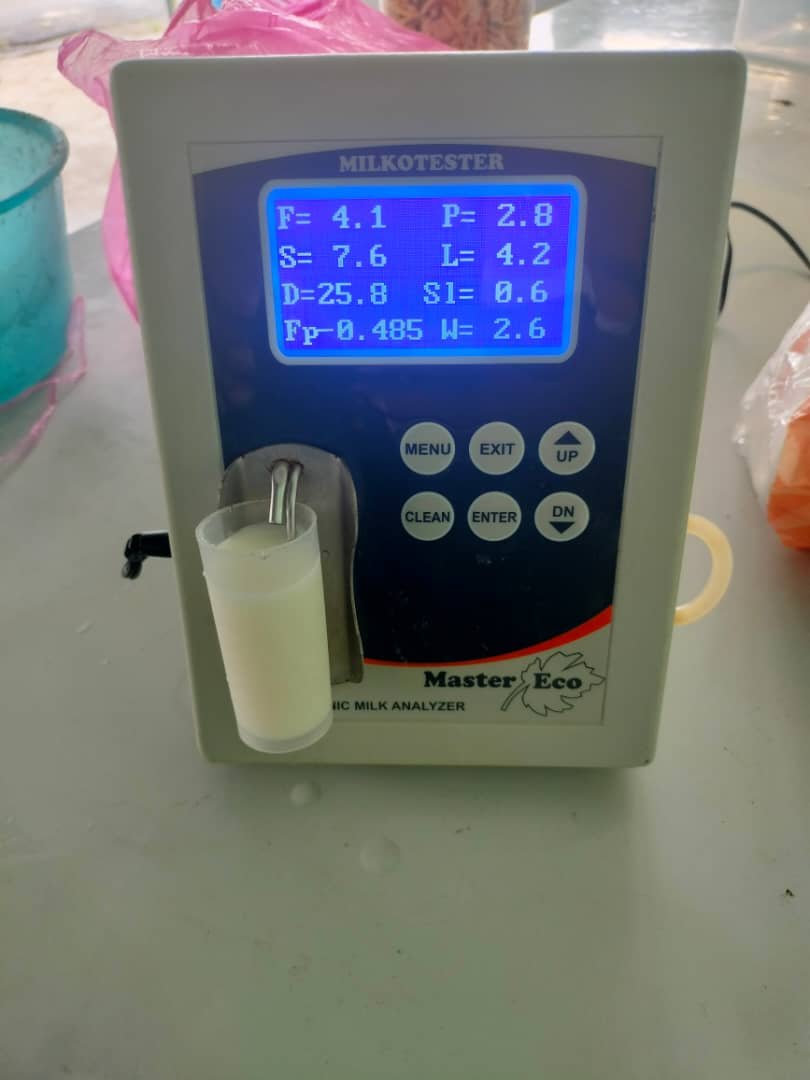 MILKOTESTER
F= 4.1 P= 2.8
S= 7.6 L= 4.2
D=25.8 Sl= 0.6
Fp-0.485 W= 2.6
MENU EXIT UP
CLEAN ENTER DN
Master Eco
MILK ANALYZER